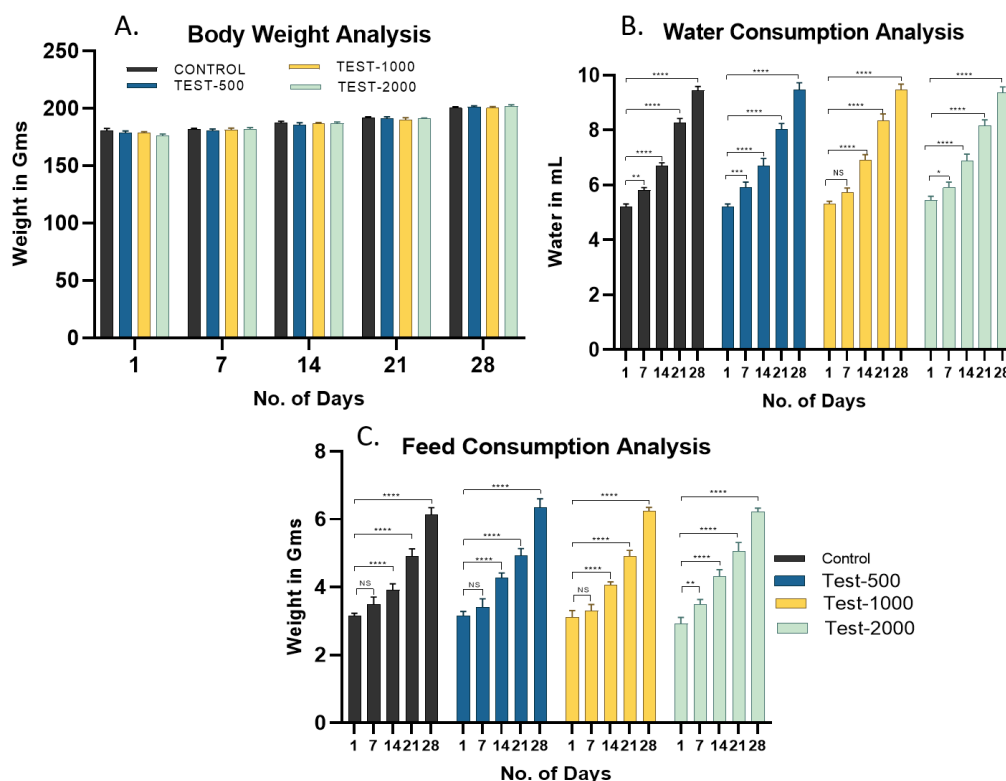 A.
Body Weight Analysis
CONTROL
TEST-500
TEST-1000
TEST-2000
250
200
150
100
50
0
Weight in Gms
1 7 14 21 28
No. of Days
B.
Water Consumption Analysis
10
8
6
4
2
0
Water in mL
****
****
****
**
****
****
****
***
****
****
****
NS
****
****
****
*
1 7 14 21 28 1 7 14 21 28 1 7 14 21 28 1 7 14 21 28
No. of Days
C.
Feed Consumption Analysis
8
6
4
2
0
Weight in Gms
****
****
****
NS
****
****
****
NS
****
****
****
NS
****
****
****
**
1 7 14 21 28 1 7 14 21 28 1 7 14 21 28 1 7 14 21 28
No. of Days
Control
Test-500
Test-1000
Test-2000